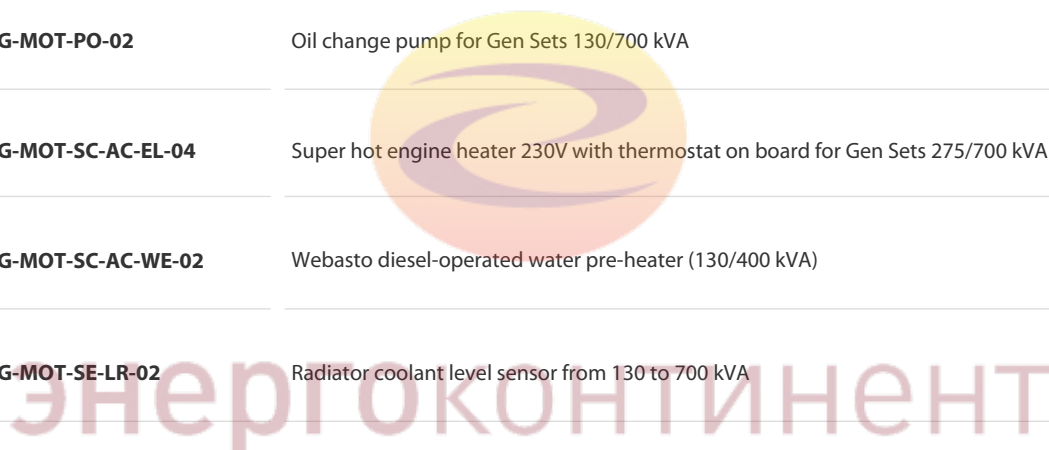 G-MOT-PO-02 Oil change pump for Gen Sets 130/700 kVA
G-MOT-SC-AC-EL-04 Super hot engine heater 230V with thermostat on board for Gen Sets 275/700 kVA
G-MOT-SC-AC-WE-02 Webasto diesel-operated water pre-heater (130/400 kVA)
G-MOT-SE-LR-02 Radiator coolant level sensor from 130 to 700 kVA
энергоконтинент